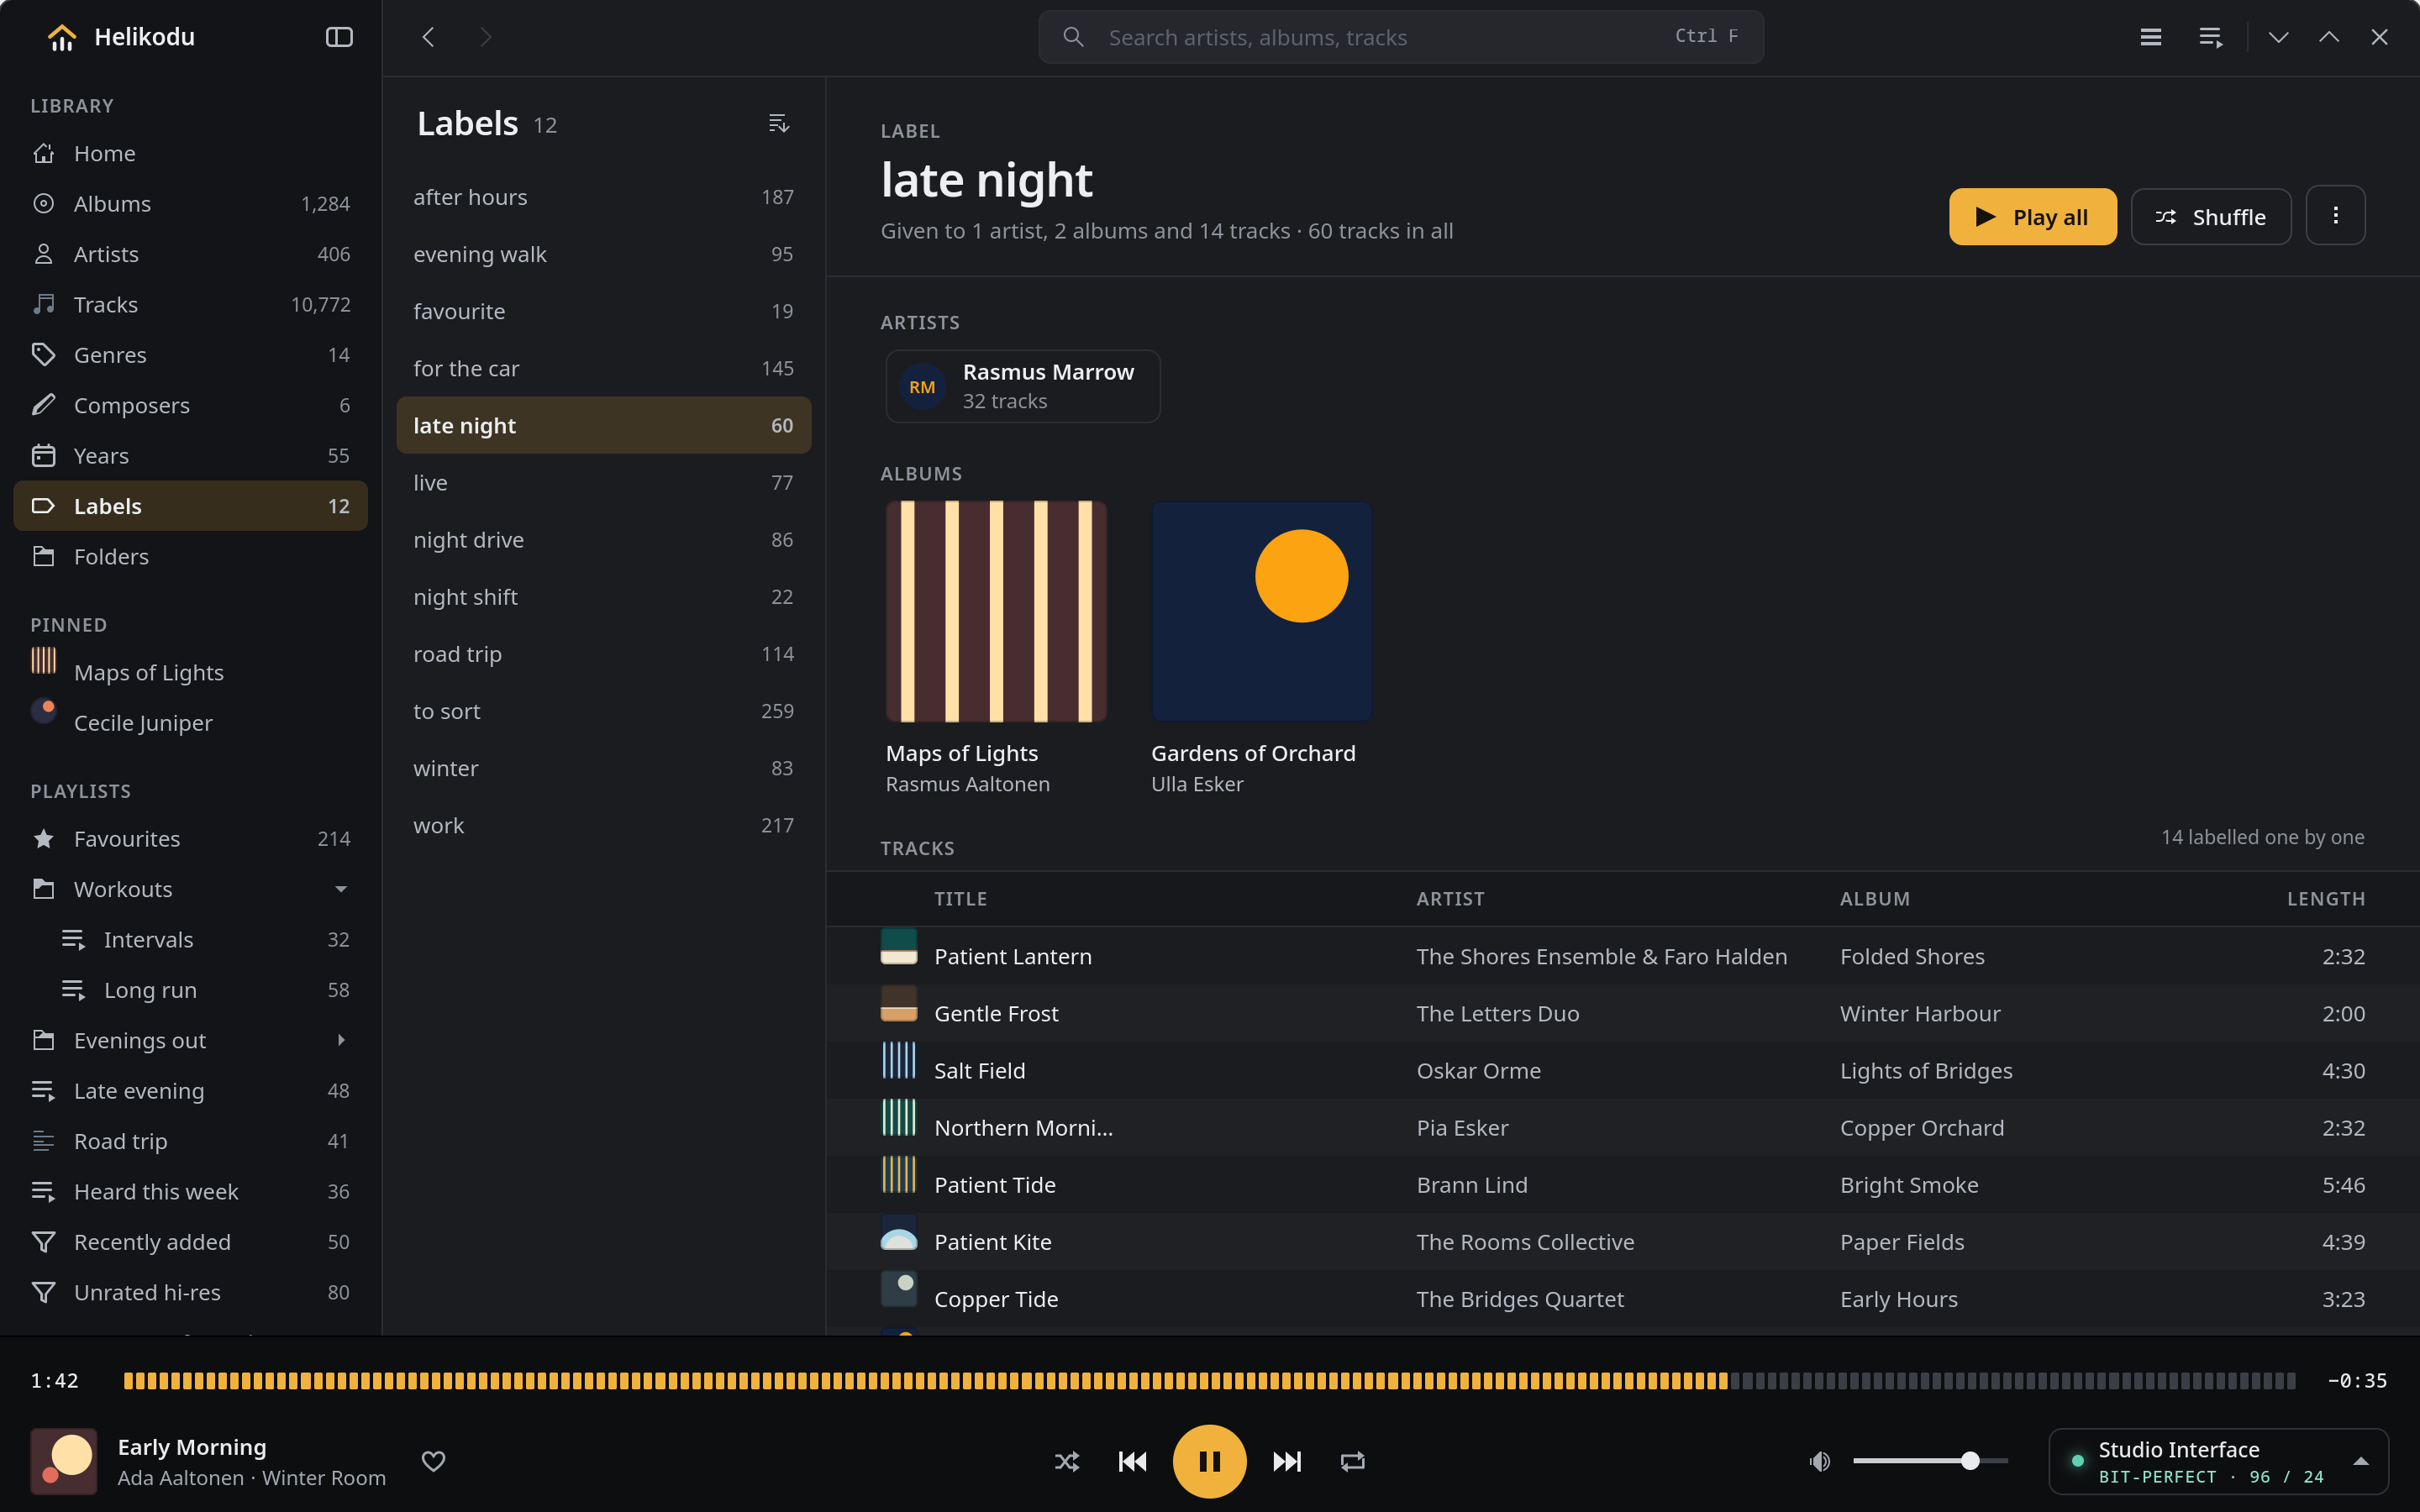 Helikodu
Search artists, albums, tracks
Ctrl F
LIBRARY
Home
Albums 1,284
Artists 406
Tracks 10,772
Genres 14
Composers 6
Years 55
Labels 12
Folders
PINNED
Maps of Lights
Cecile Juniper
PLAYLISTS
Favourites 214
Workouts
Intervals 32
Long run 58
Evenings out
Late evening 48
Road trip 41
Heard this week 36
Recently added 50
Unrated hi-res 80
Labels 12
after hours 187
evening walk 95
favourite 19
for the car 145
late night 60
live 77
night drive 86
night shift 22
road trip 114
to sort 259
winter 83
work 217
LABEL
late night
Given to 1 artist, 2 albums and 14 tracks · 60 tracks in all
Play all
Shuffle
ARTISTS
RM
Rasmus Marrow
32 tracks
ALBUMS
Maps of Lights
Rasmus Aaltonen
Gardens of Orchard
Ulla Esker
TRACKS
14 labelled one by one
TITLE ARTIST ALBUM LENGTH
Patient Lantern The Shores Ensemble & Faro Halden Folded Shores 2:32
Gentle Frost The Letters Duo Winter Harbour 2:00
Salt Field Oskar Orme Lights of Bridges 4:30
Northern Morni... Pia Esker Copper Orchard 2:32
Patient Tide Brann Lind Bright Smoke 5:46
Patient Kite The Rooms Collective Paper Fields 4:39
Copper Tide The Bridges Quartet Early Hours 3:23
1:42
−0:35
Early Morning
Ada Aaltonen · Winter Room
Studio Interface
BIT-PERFECT · 96 / 24